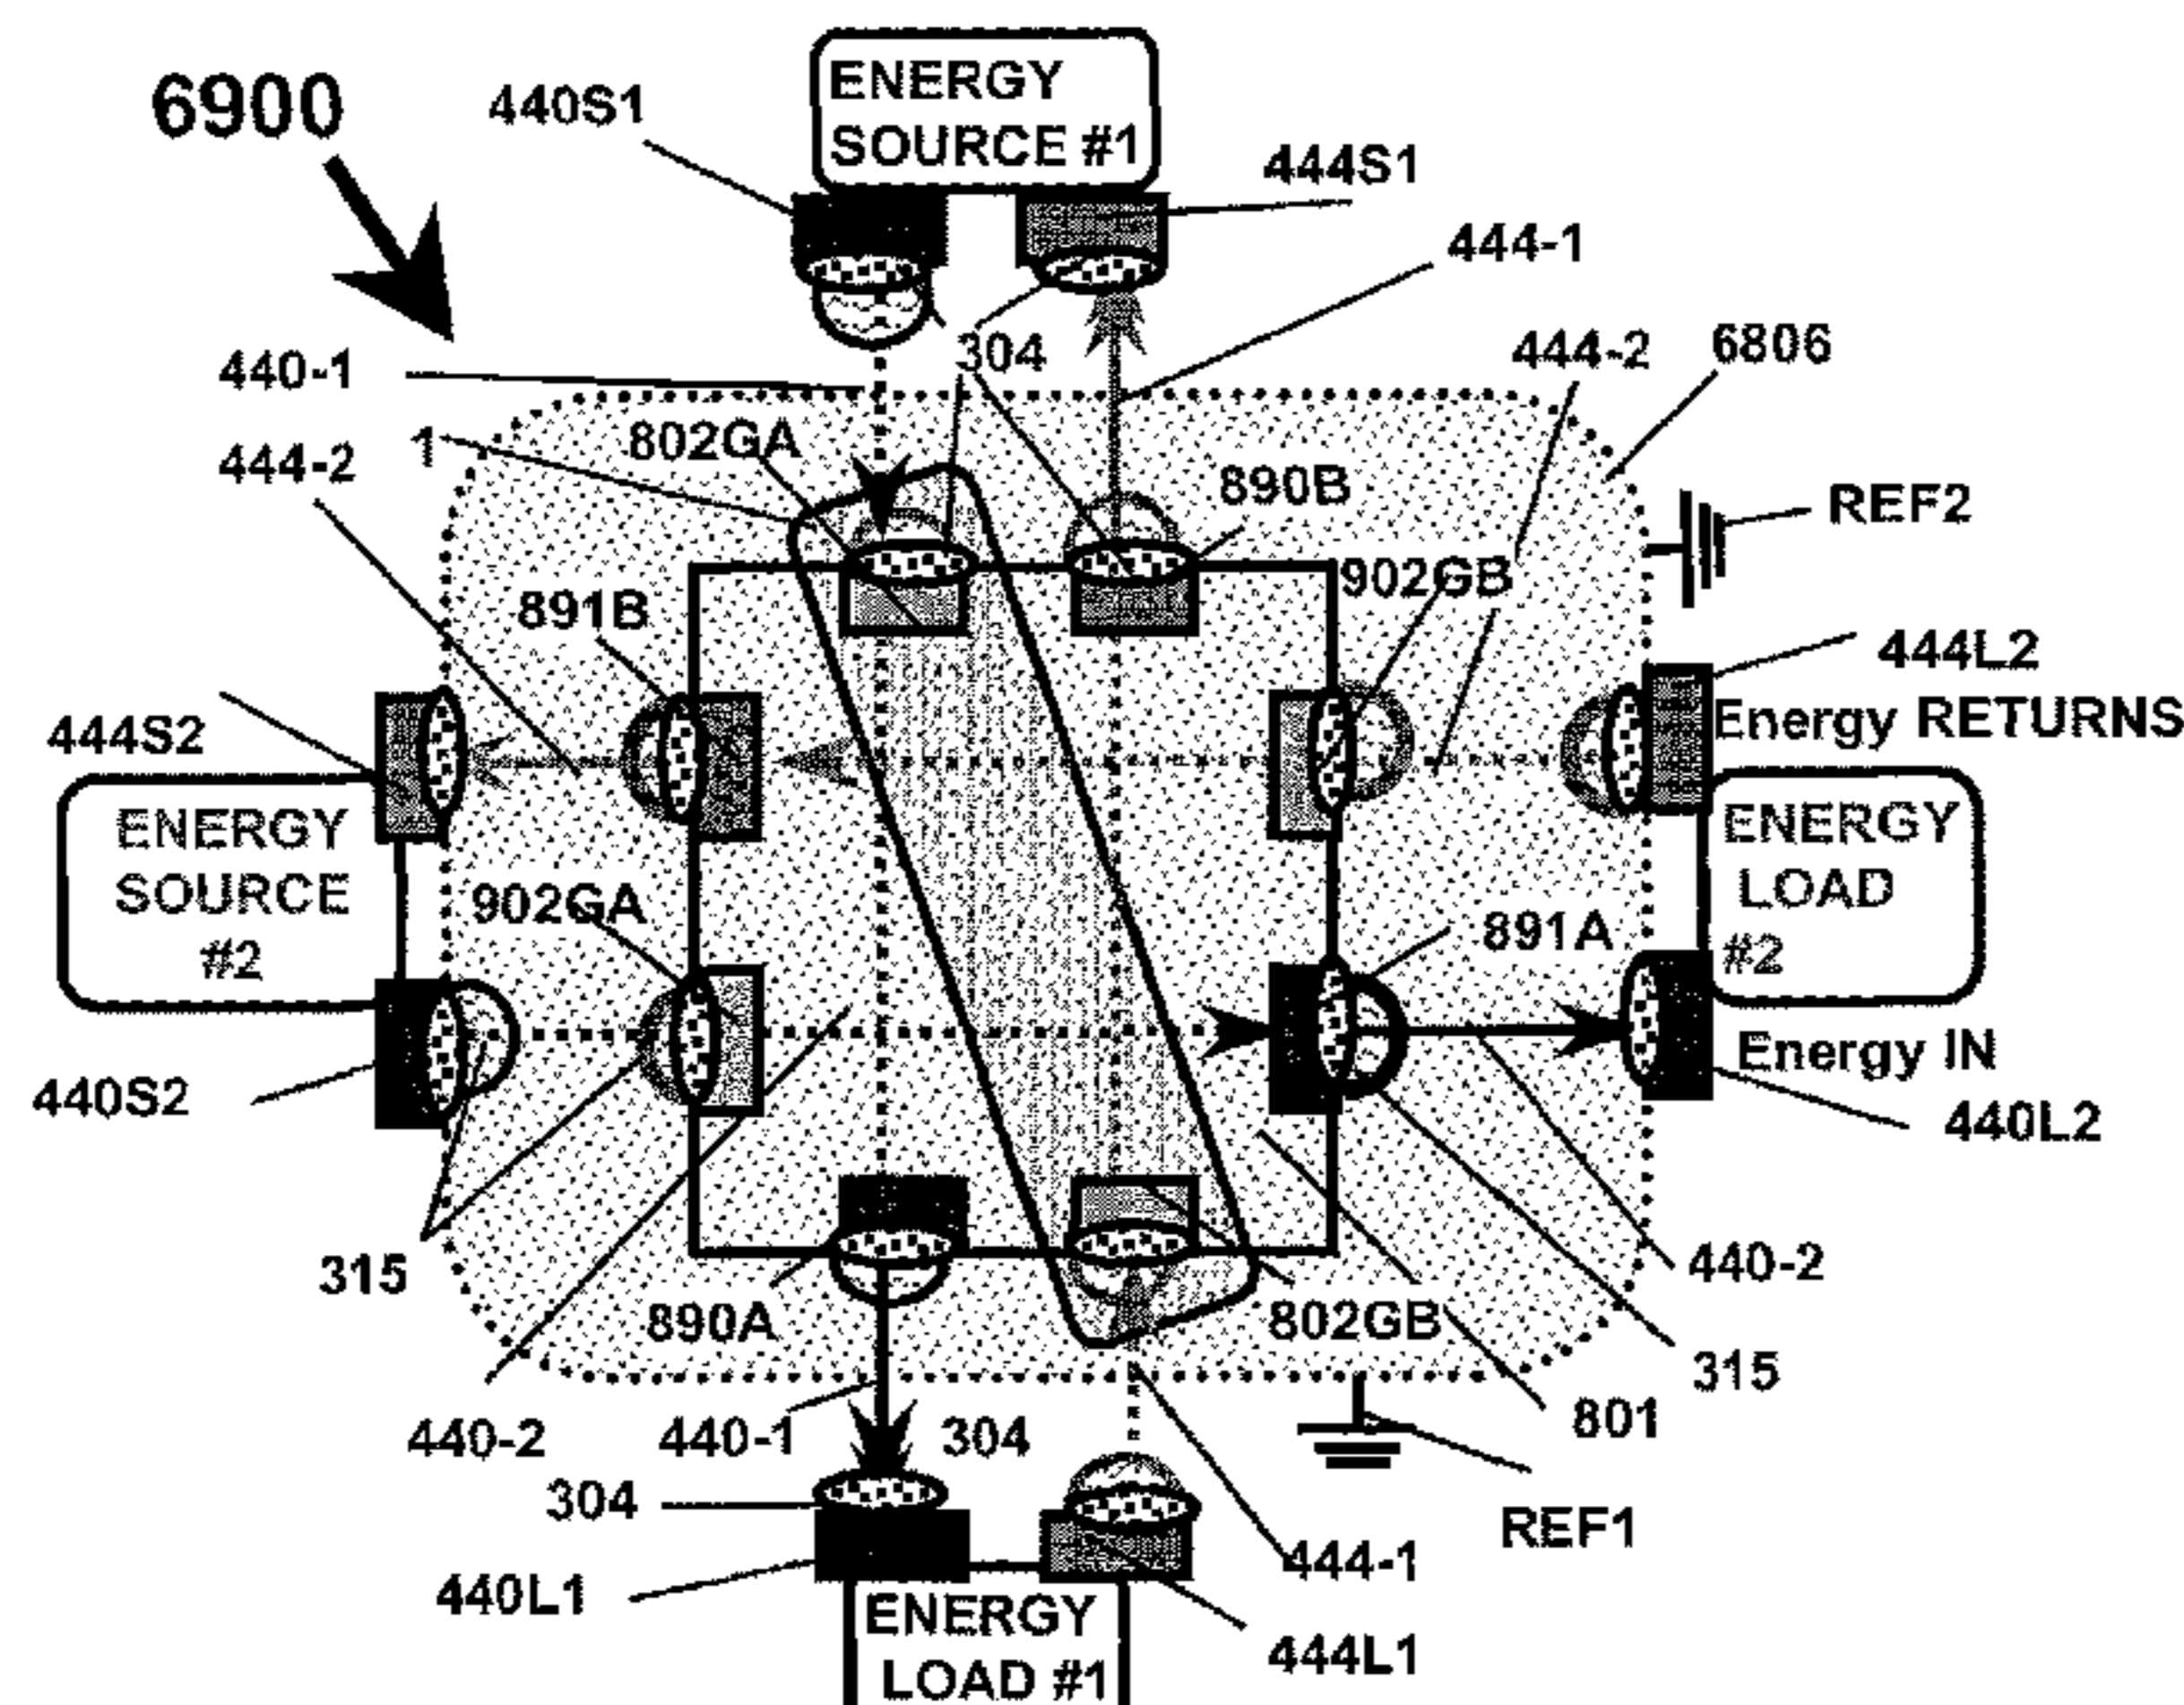 6900
440S1
ENERGY
SOURCE #1
444S1
444-1
304
444-2
6806
440-1
1
802GA
444-2
890B
REF2
902GB
891B
444L2
444S2
Energy RETURNS
ENERGY
SOURCE
#2
ENERGY
LOAD
#2
902GA
891A
Energy IN
440S2
440L2
315
440-2
890A
802GB
315
801
440-2
440-1
304
304
REF1
444-1
440L1
ENERGY
LOAD #1
444L1